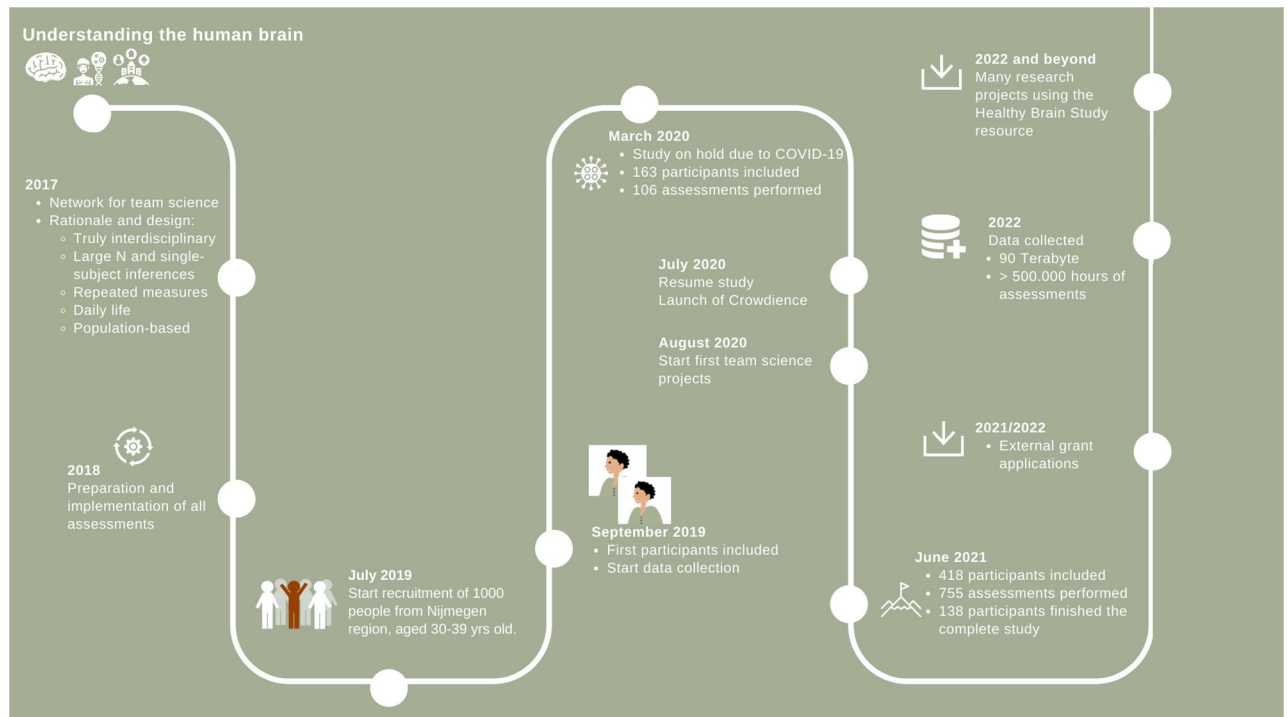 Understanding the human brain
2017
• Network for team science
• Rationale and design:
◦ Truly interdisciplinary
◦ Large N and single-
subject inferences
◦ Repeated measures
◦ Daily life
◦ Population-based
2018
Preparation and
implementation of all
assessments
July 2019
Start recruitment of 1000
people from Nijmegen
region, aged 30-39 yrs old.
September 2019
• First participants included
• Start data collection
March 2020
• Study on hold due to COVID-19
• 163 participants included
• 106 assessments performed
July 2020
Resume study
Launch of Crowdience
August 2020
Start first team science
projects
June 2021
• 418 participants included
• 755 assessments performed
• 138 participants finished the
complete study
2021/2022
• External grant
applications
2022
Data collected
• 90 Terabyte
• > 500.000 hours of
assessments
2022 and beyond
Many research
projects using the
Healthy Brain Study
resource